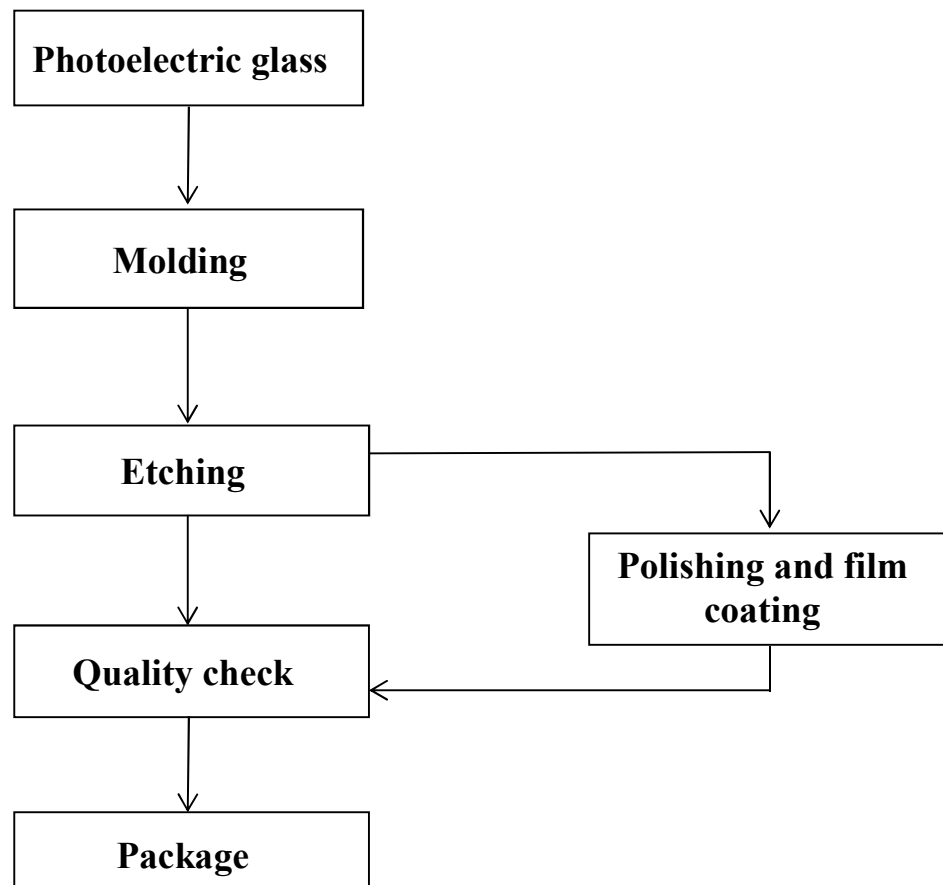 Photoelectric glass
Molding
Etching
Polishing and film
coating
Quality check
Package